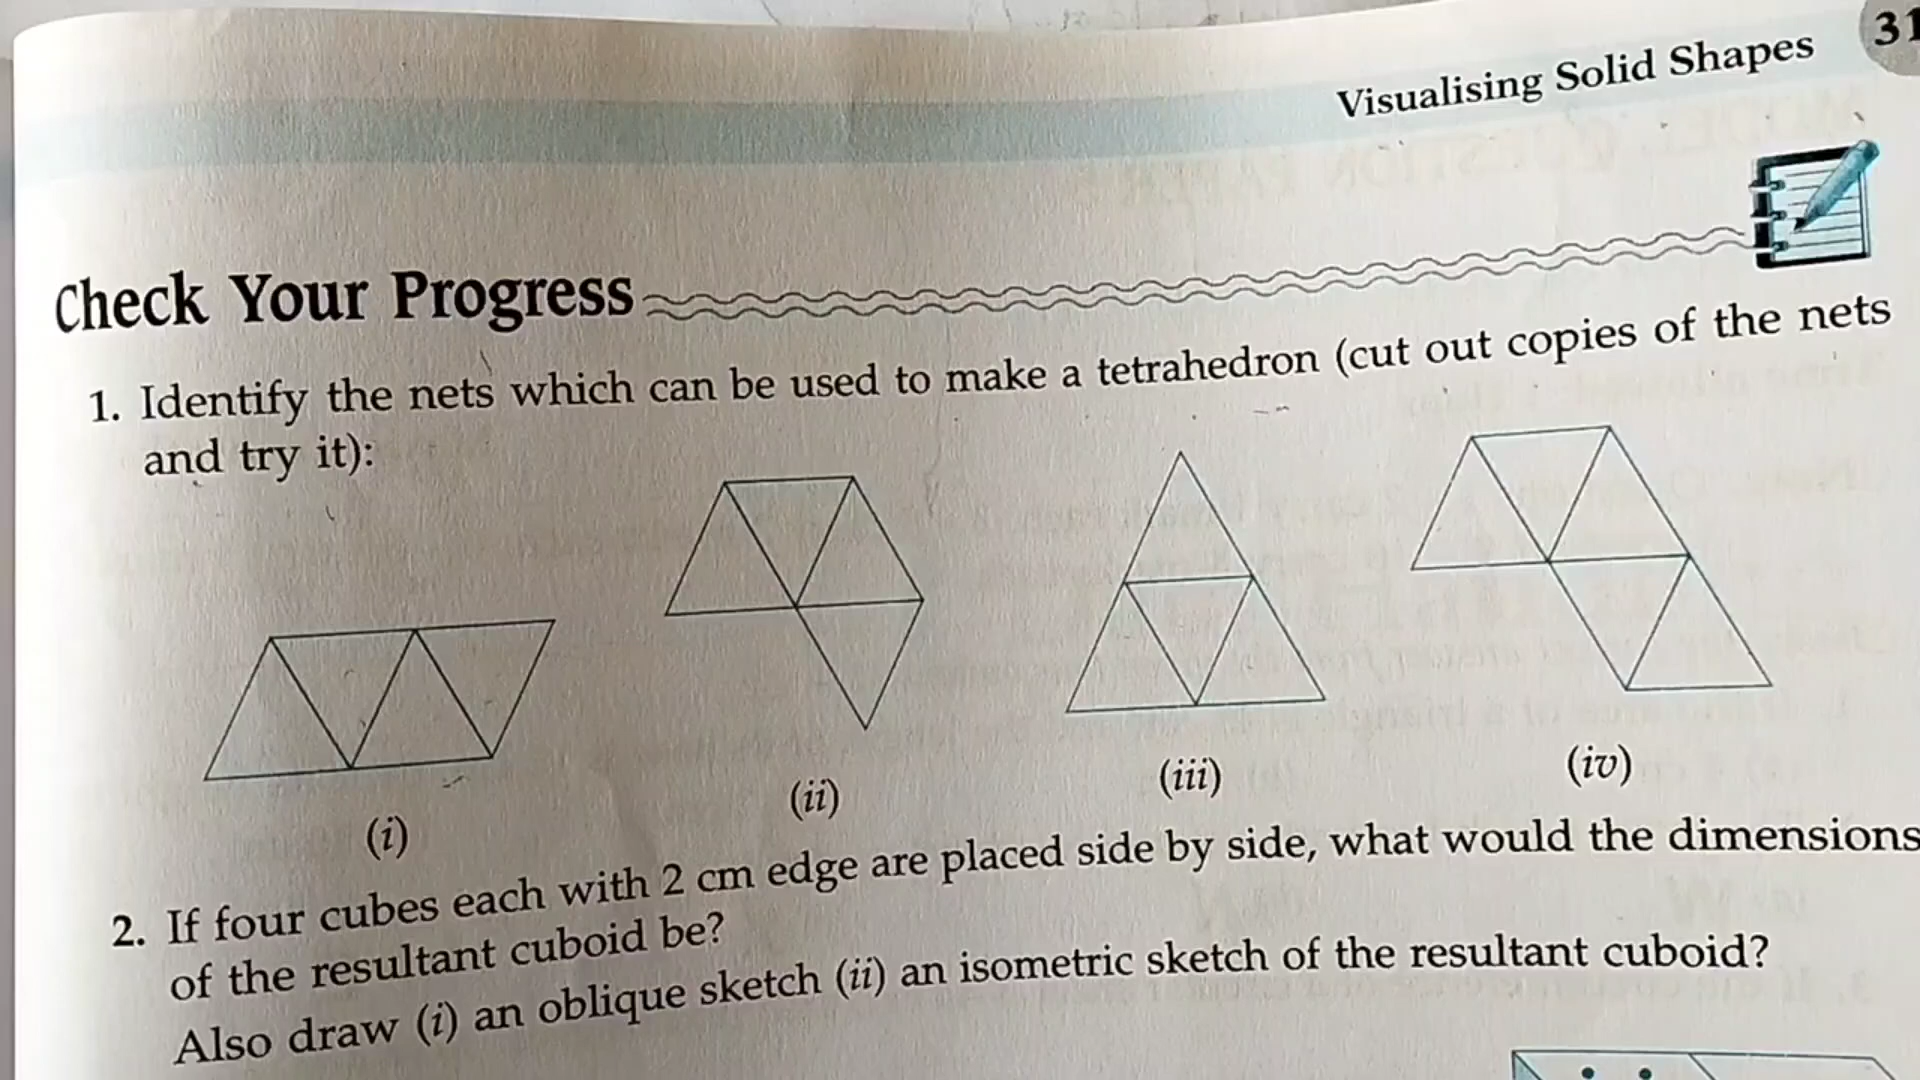 Visualising Solid Shapes
Check Your Progress
1. Identify the nets which can be used to make a tetrahedron (cut out copies of the nets
and try it):
(i)
(ii)
(iii)
(iv)
2. If four cubes each with 2 cm edge are placed side by side, what would the dimensions
of the resultant cuboid be?
Also draw (i) an oblique sketch (ii) an isometric sketch of the resultant cuboid?